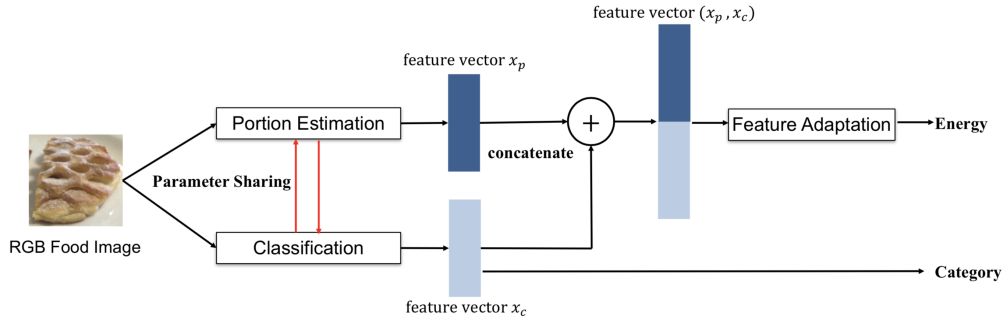 feature vector (x_p , x_c)
feature vector x_p
Portion Estimation
+
Feature Adaptation
Energy
concatenate
Parameter Sharing
RGB Food Image
Classification
Category
feature vector x_c